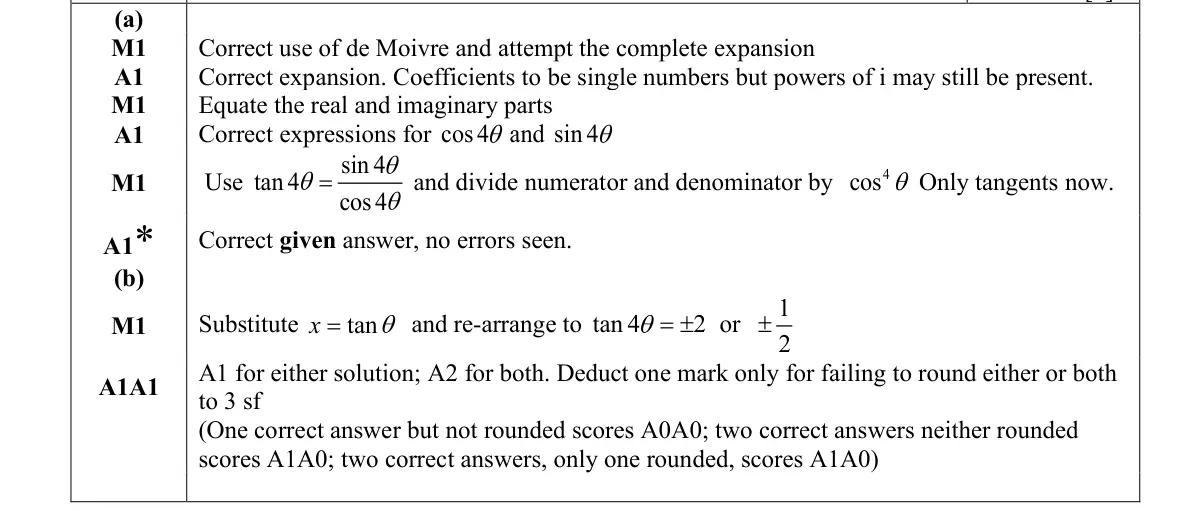 (a)
M1 Correct use of de Moivre and attempt the complete expansion
A1 Correct expansion. Coefficients to be single numbers but powers of i may still be present.
M1 Equate the real and imaginary parts
A1 Correct expressions for cos 4θ and sin 4θ
M1 Use tan 4θ = sin 4θ / cos 4θ and divide numerator and denominator by cos⁴ θ Only tangents now.
A1* Correct given answer, no errors seen.
(b)
M1 Substitute x = tan θ and re-arrange to tan 4θ = ±2 or ± 1/2
A1A1 A1 for either solution; A2 for both. Deduct one mark only for failing to round either or both
to 3 sf
(One correct answer but not rounded scores A0A0; two correct answers neither rounded
scores A1A0; two correct answers, only one rounded, scores A1A0)